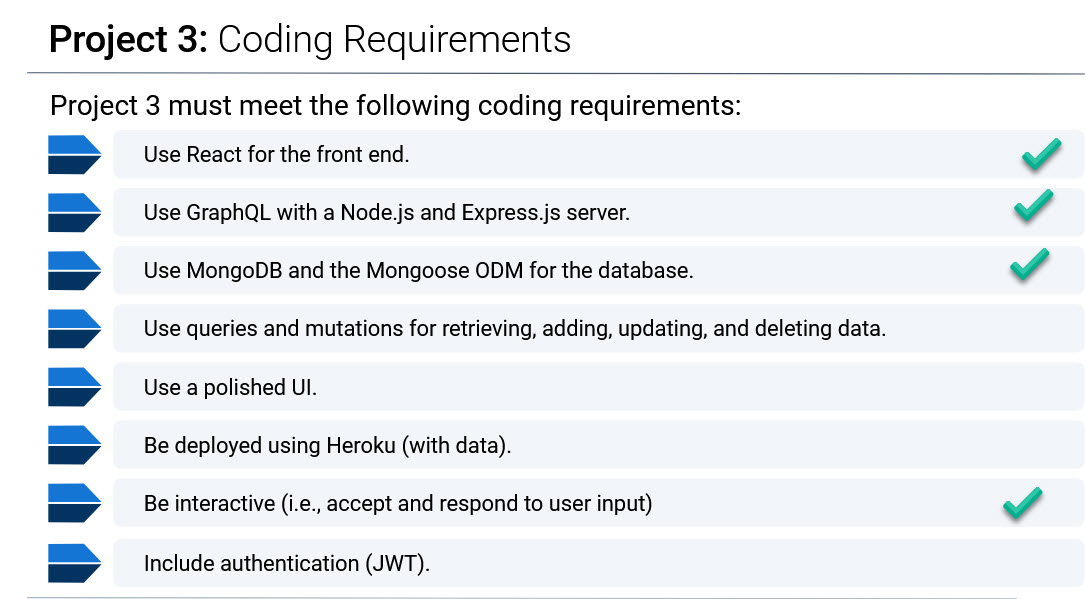 Project 3: Coding Requirements
Project 3 must meet the following coding requirements:
Use React for the front end.
Use GraphQL with a Node.js and Express.js server.
Use MongoDB and the Mongoose ODM for the database.
Use queries and mutations for retrieving, adding, updating, and deleting data.
Use a polished UI.
Be deployed using Heroku (with data).
Be interactive (i.e., accept and respond to user input)
Include authentication (JWT).